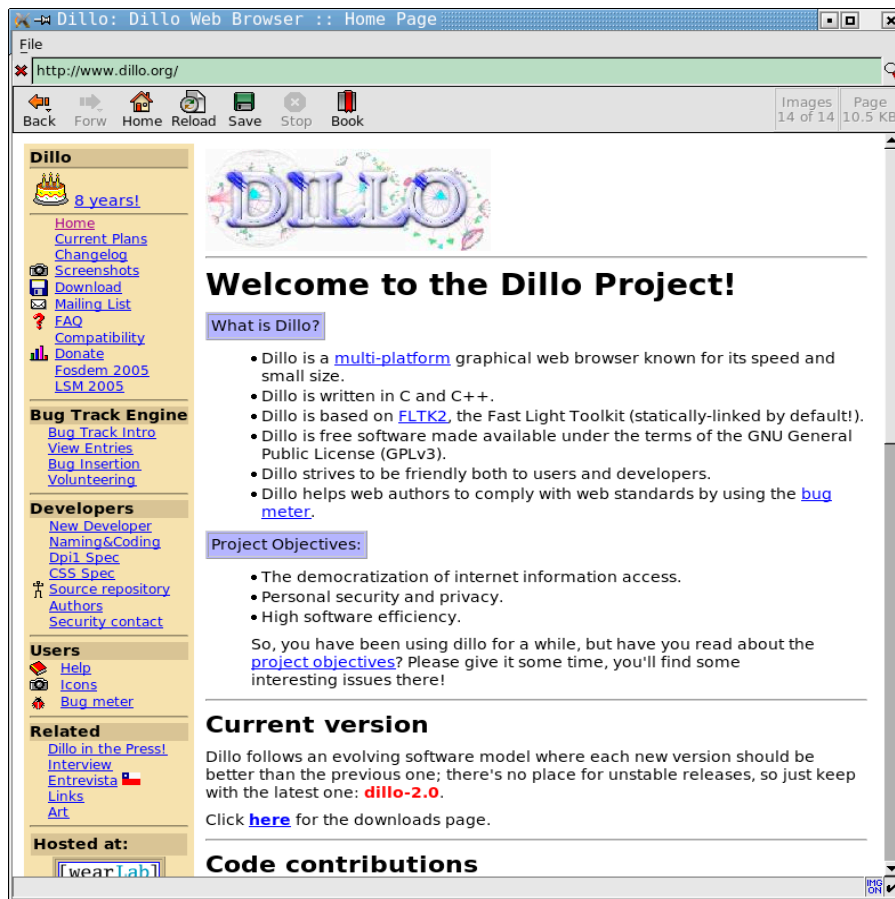 Dillo: Dillo Web Browser :: Home Page
File
http://www.dillo.org/
Back Forw Home Reload Save Stop Book
Images
14 of 14
Page
10.5 KB
Dillo
8 years!
Home
Current Plans
Changelog
Screenshots
Download
Mailing List
FAQ
Compatibility
Donate
Fosdem 2005
LSM 2005
Bug Track Engine
Bug Track Intro
View Entries
Bug Insertion
Volunteering
Developers
New Developer
Naming&Coding
Dpi1 Spec
CSS Spec
Source repository
Authors
Security contact
Users
Help
Icons
Bug meter
Related
Dillo in the Press!
Interview
Entrevista
Links
Art
Hosted at:
[wearLab]
DILLO
Welcome to the Dillo Project!
What is Dillo?
• Dillo is a multi-platform graphical web browser known for its speed and
small size.
• Dillo is written in C and C++.
• Dillo is based on FLTK2, the Fast Light Toolkit (statically-linked by default!).
• Dillo is free software made available under the terms of the GNU General
Public License (GPLv3).
• Dillo strives to be friendly both to users and developers.
• Dillo helps web authors to comply with web standards by using the bug
meter.
Project Objectives:
• The democratization of internet information access.
• Personal security and privacy.
• High software efficiency.
So, you have been using dillo for a while, but have you read about the
project objectives? Please give it some time, you'll find some
interesting issues there!
Current version
Dillo follows an evolving software model where each new version should be
better than the previous one; there's no place for unstable releases, so just keep
with the latest one: dillo-2.0.
Click here for the downloads page.
Code contributions
IMG
ON